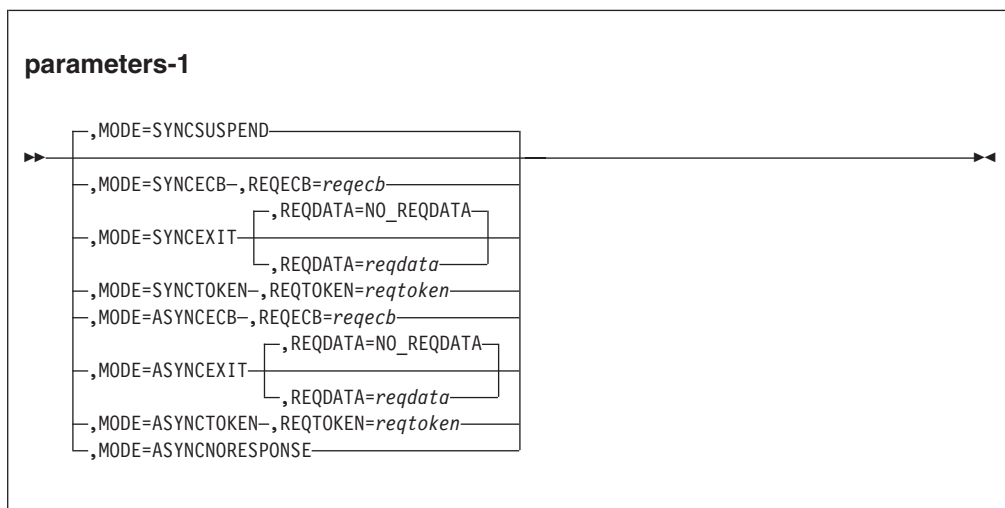 parameters-1
,MODE=SYNCSUSPEND
,MODE=SYNCECB ,REQECB=reqecb
,REQDATA=NO_REQDATA
,MODE=SYNCEXIT
,REQDATA=reqdata
,MODE=SYNCTOKEN ,REQTOKEN=reqtoken
,MODE=ASYNCECB ,REQECB=reqecb
,REQDATA=NO_REQDATA
,MODE=ASYNCEXIT
,REQDATA=reqdata
,MODE=ASYNCTOKEN ,REQTOKEN=reqtoken
,MODE=ASYNCNORESPONSE